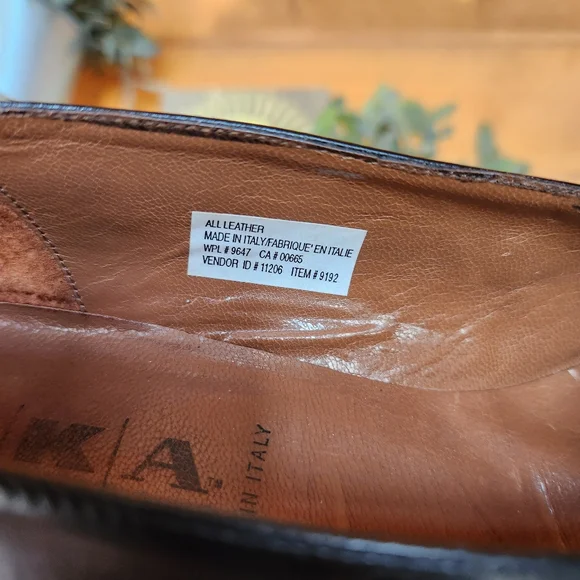 ALL LEATHER
MADE IN ITALY/FABRIQUE' EN ITALIE
WPL # 9647 CA # 00665
VENDOR ID # 11206 ITEM # 9192
K|A™
IN ITALY